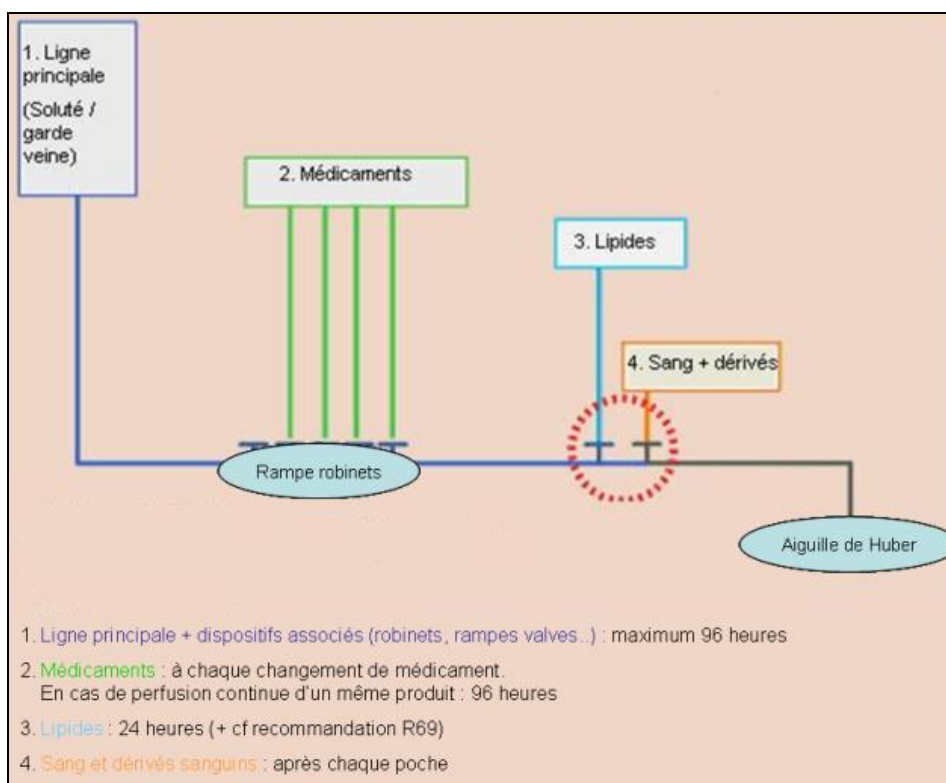 1. Ligne
principale
(Soluté /
garde
veine)
2. Médicaments
3. Lipides
4. Sang + dérivés
Rampe robinets
Aiguille de Huber
1. Ligne principale + dispositifs associés (robinets, rampes valves..) : maximum 96 heures
2. Médicaments : à chaque changement de médicament.
En cas de perfusion continue d'un même produit : 96 heures
3. Lipides : 24 heures (+ cf recommandation R69)
4. Sang et dérivés sanguins : après chaque poche